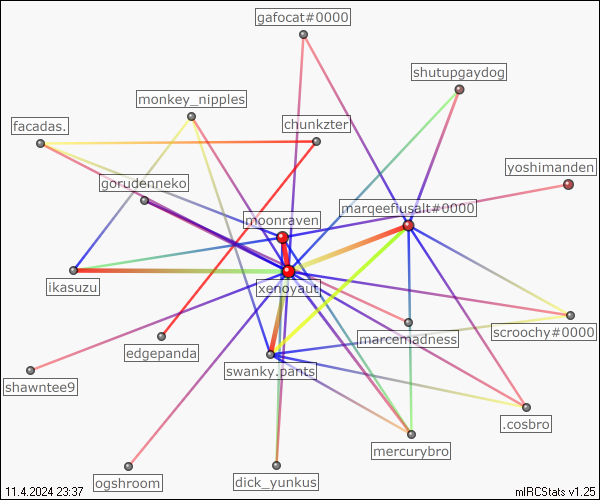 gafocat#0000
shutupgaydog
monkey_nipples
chunkzter
facadas.
yoshimanden
gorudenneko
marqeefiusalt#0000
moonraven
xenoyaut
ikasuzu
scroochy#0000
marcemadness
edgepanda
swanky.pants
shawntee9
.cosbro
mercurybro
ogshroom
dick_yunkus
11.4.2024 23:37
mIRCStats v1.25